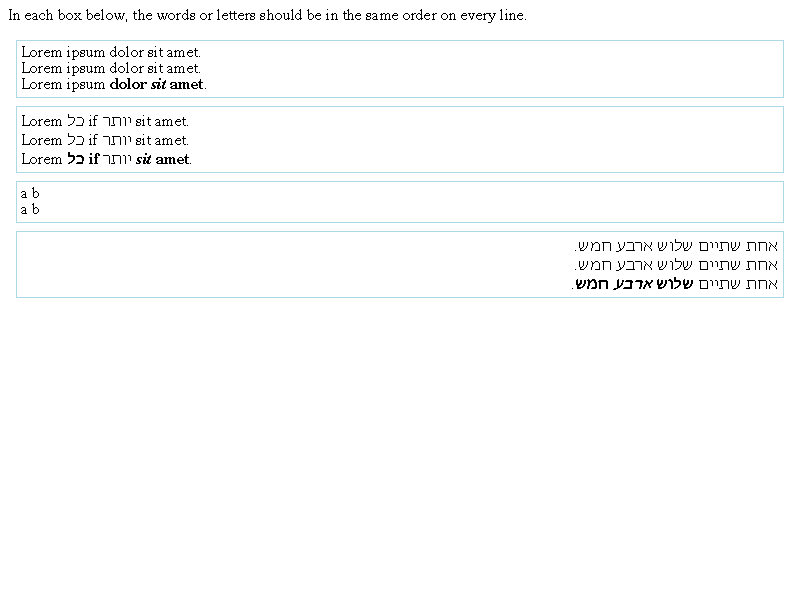 In each box below, the words or letters should be in the same order on every line.
Lorem ipsum dolor sit amet.
Lorem ipsum dolor sit amet.
Lorem ipsum dolor sit amet.
Lorem כל if יותר sit amet.
Lorem כל if יותר sit amet.
Lorem כל if יותר sit amet.
a b
a b
אחת שתיים שלוש ארבע חמש.
אחת שתיים שלוש ארבע חמש.
אחת שתיים שלוש ארבע חמש.